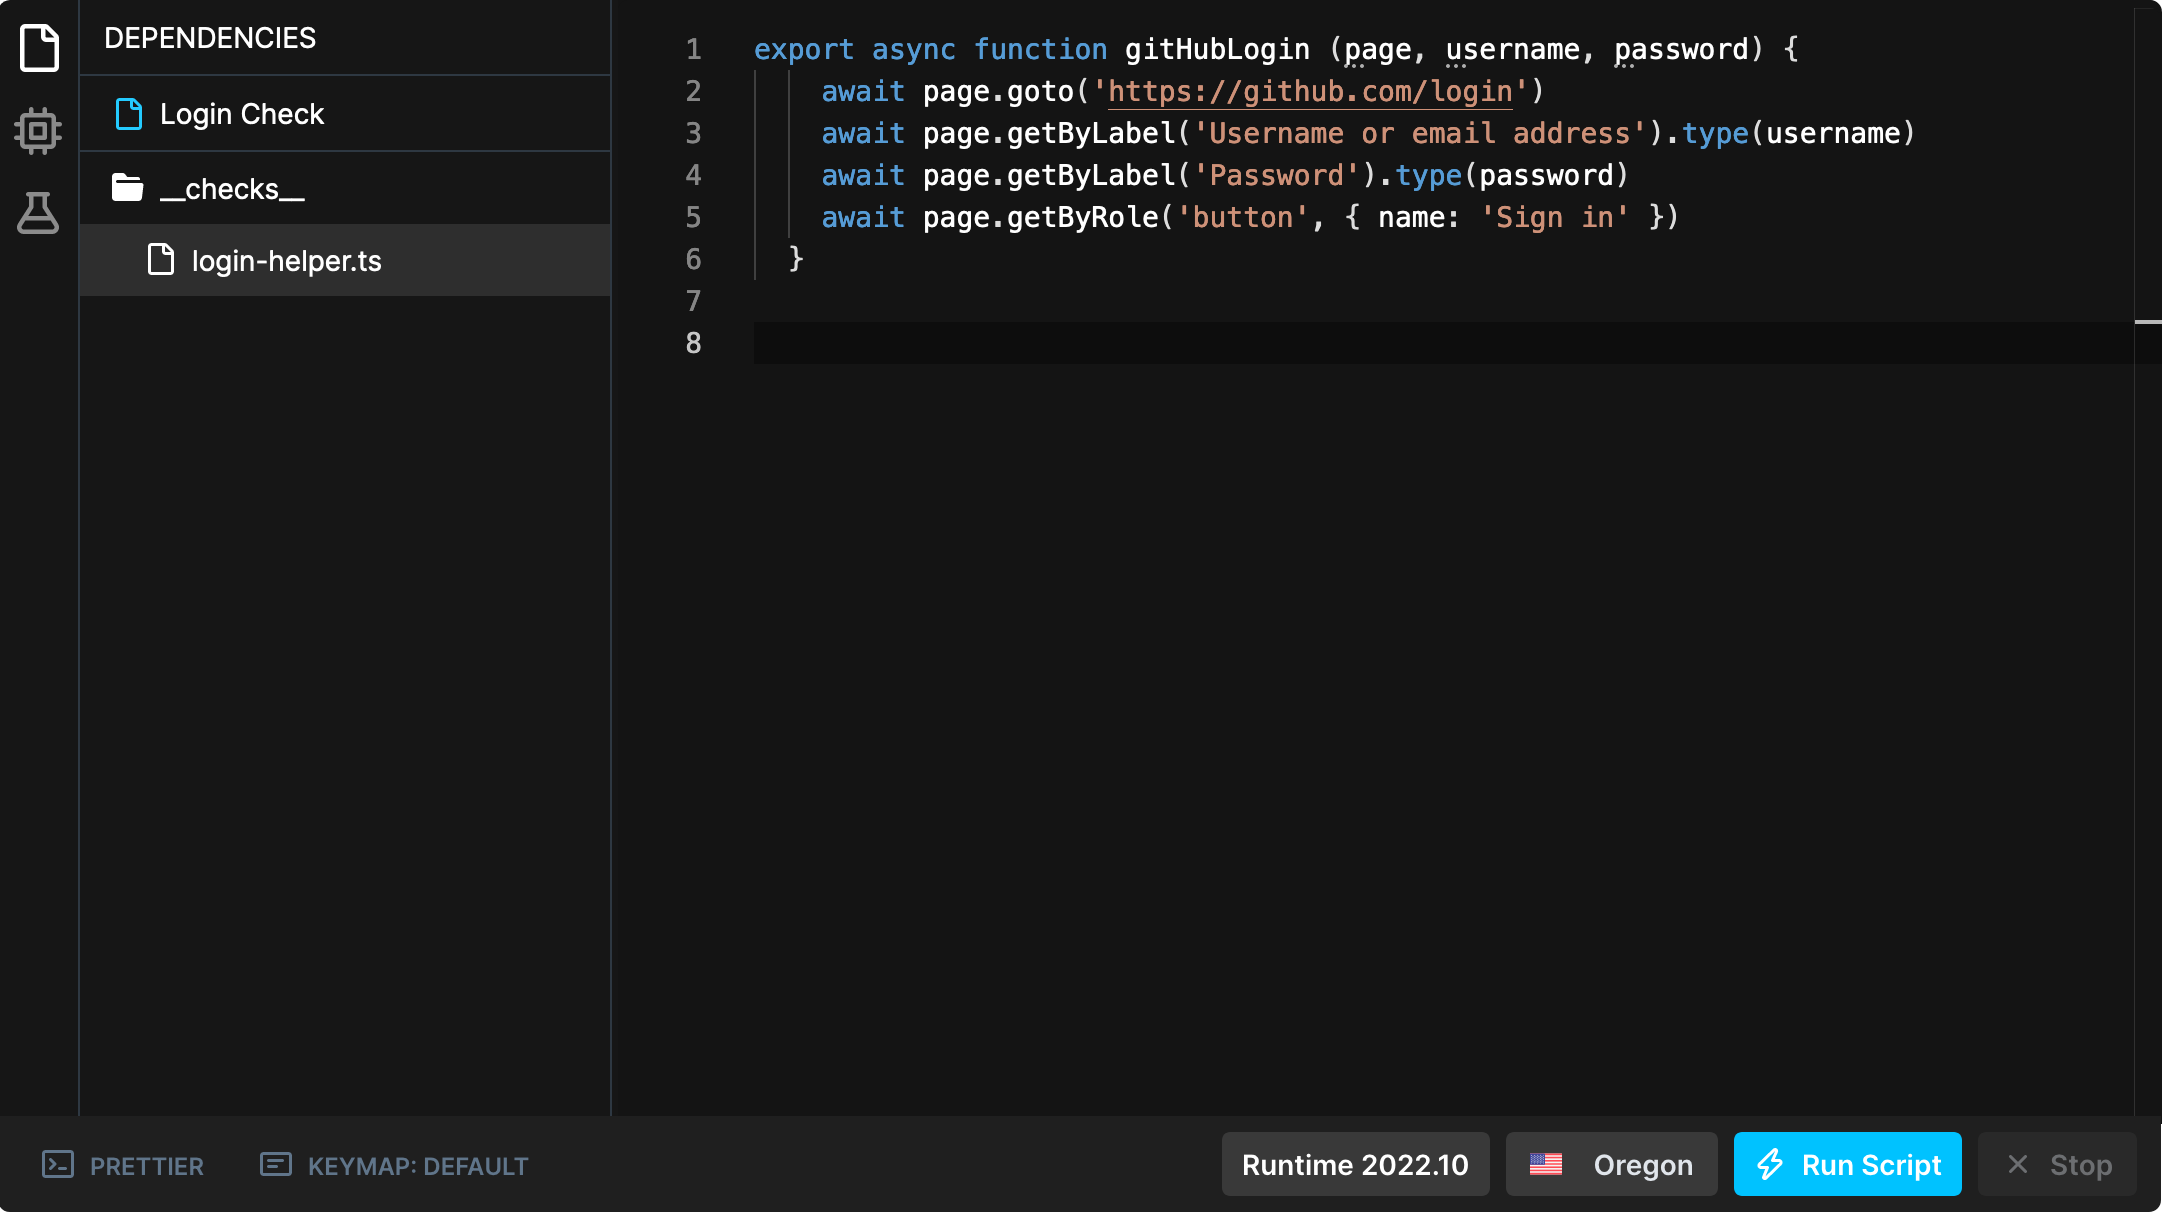 DEPENDENCIES
Login Check
__checks__
login-helper.ts
1 export async function gitHubLogin (page, username, password) {
2 await page.goto('https://github.com/login')
3 await page.getByLabel('Username or email address').type(username)
4 await page.getByLabel('Password').type(password)
5 await page.getByRole('button', { name: 'Sign in' })
6 }
7
8
PRETTIER
KEYMAP: DEFAULT
Runtime 2022.10
Oregon
Run Script
Stop